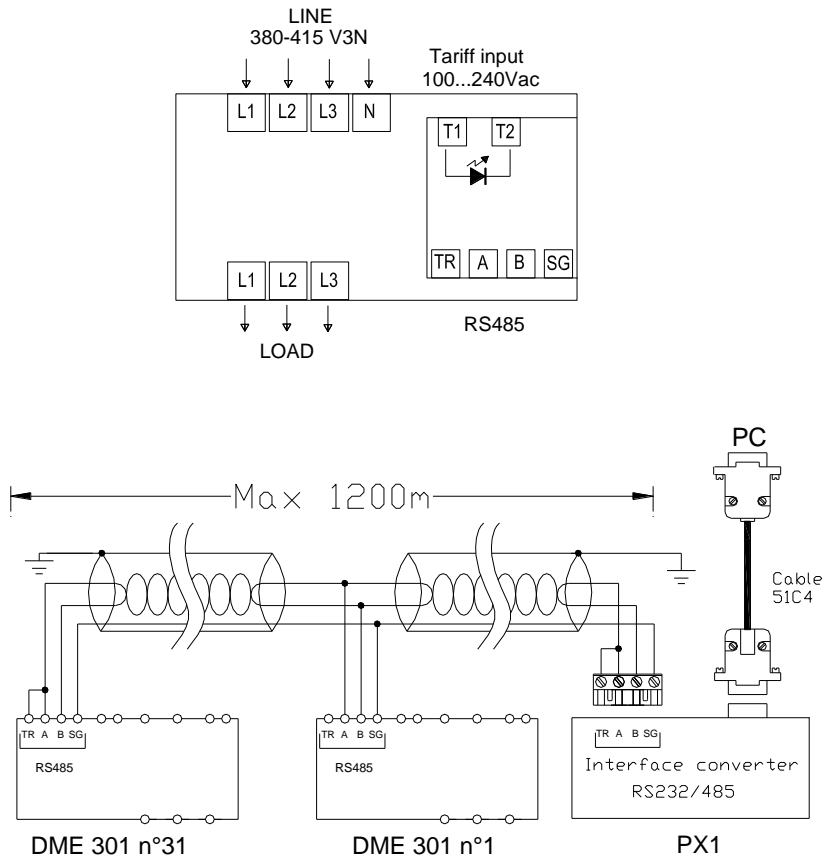 LINE
380-415 V3N
Tariff input
100...240Vac
L1 L2 L3 N
T1 T2
TR A B SG
L1 L2 L3
RS485
LOAD
PC
Max 1200m
Cable
51C4
TR A B SG
RS485
TR A B SG
RS485
TR A B SG
Interface converter
RS232/485
DME 301 n°31
DME 301 n°1
PX1